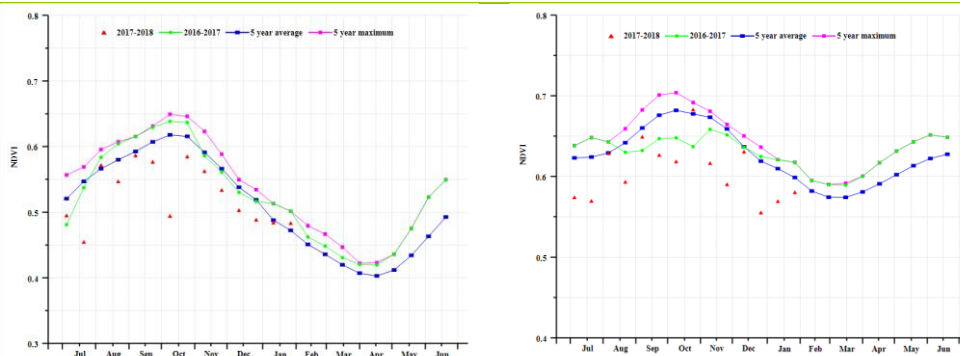 0.8
2017-2018 2016-2017 5 year average 5 year maximum
0.7
0.6
NDVI
0.5
0.4
0.3
Jul Aug Sep Oct Nov Dec Jan Feb Mar Apr May Jun
0.8
2017-2018 2016-2017 5 year average 5 year maximum
0.7
NDVI
0.6
0.5
0.4
Jul Aug Sep Oct Nov Dec Jan Feb Mar Apr May Jun